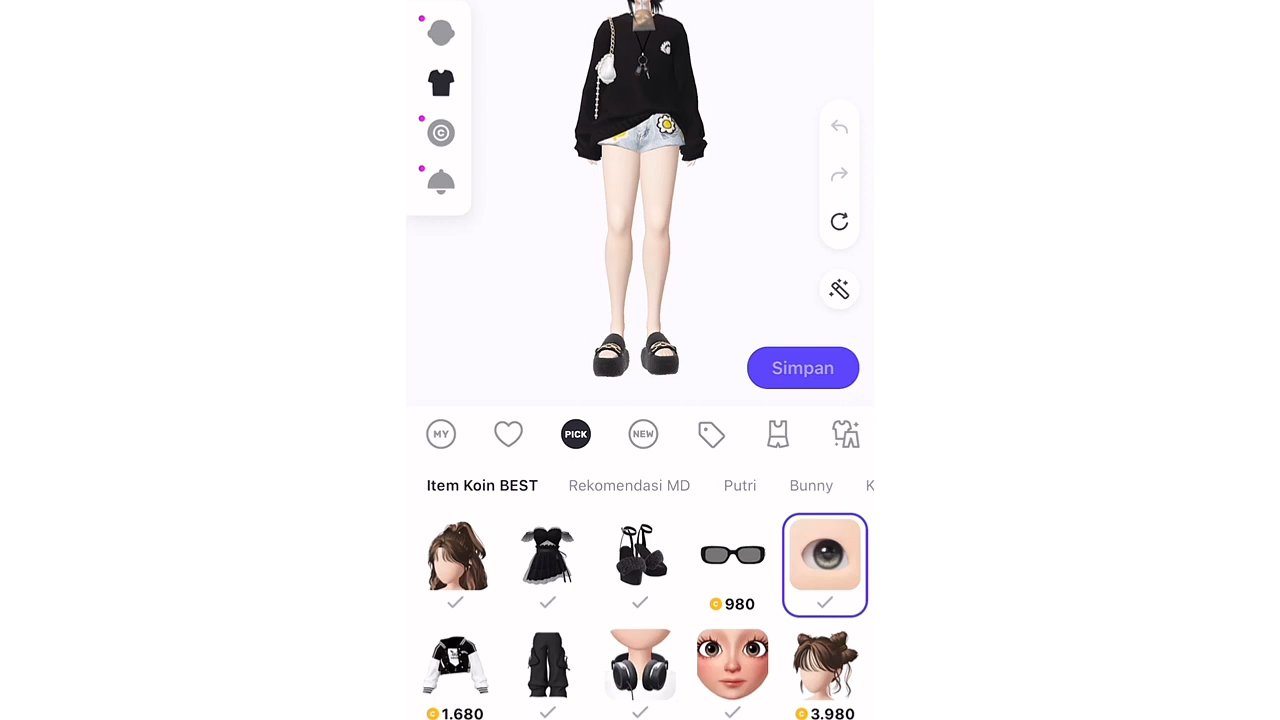 Simpan
MY
PICK
NEW
Item Koin BEST
Rekomendasi MD
Putri
Bunny
K
980
1.680
3.980